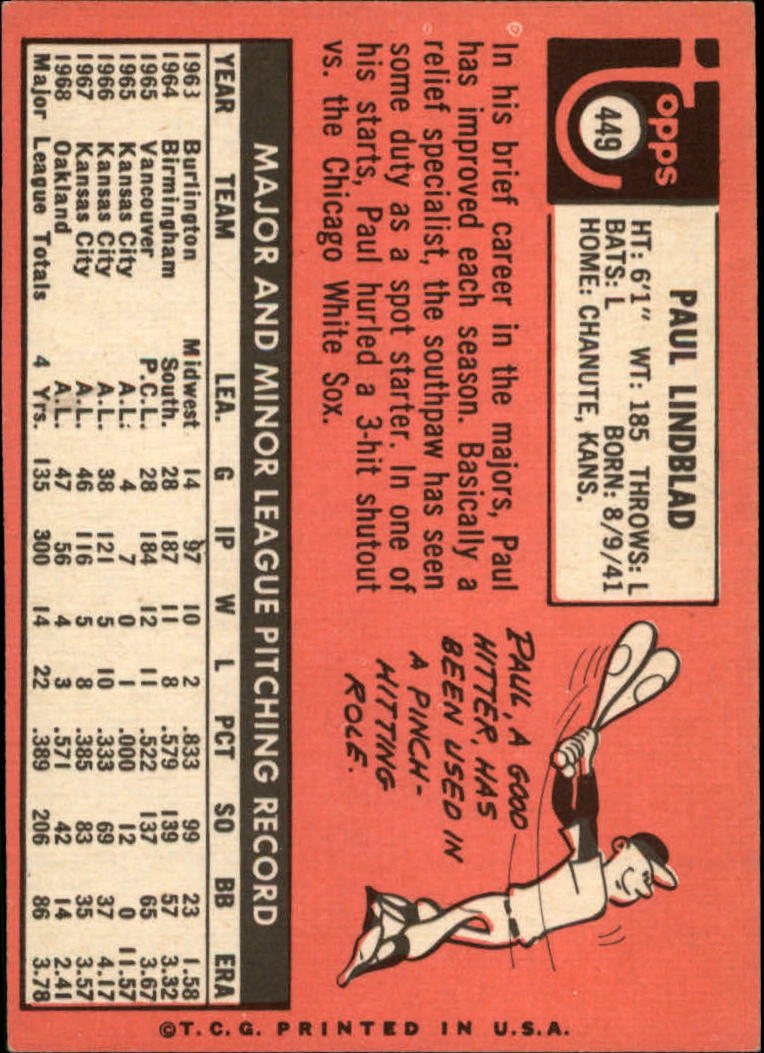 Topps
449
PAUL LINDBLAD
HT: 6'1" WT: 185 THROWS: L
BATS: L BORN: 8/9/41
HOME: CHANUTE, KANS.
In his brief career in the majors, Paul
has improved each season. Basically a
relief specialist, the southpaw has seen
some duty as a spot starter. In one of
his starts, Paul hurled a 3-hit shutout
vs. the Chicago White Sox.
PAUL, A GOOD
HITTER, HAS
BEEN USED IN
A PINCH-
HITTING
ROLE.
MAJOR AND MINOR LEAGUE PITCHING RECORD
YEAR TEAM LEA. G IP W L PCT SO BB ERA
1963 Burlington Midwest 14 97 10 2 .833 99 23 1.58
1964 Birmingham South. 28 187 11 8 .579 139 57 3.32
1965 Vancouver P.C.L. 28 184 12 11 .522 137 65 3.67
1965 Kansas City A.L. 4 7 0 1 .000 12 0 11.57
1966 Kansas City A.L. 38 121 5 10 .333 69 37 4.17
1967 Kansas City A.L. 46 116 5 8 .385 83 35 3.57
1968 Oakland A.L. 47 56 4 3 .571 42 14 2.41
Major League Totals 4 Yrs. 135 300 14 22 .389 206 86 3.78
©T.C.G. PRINTED IN U.S.A.